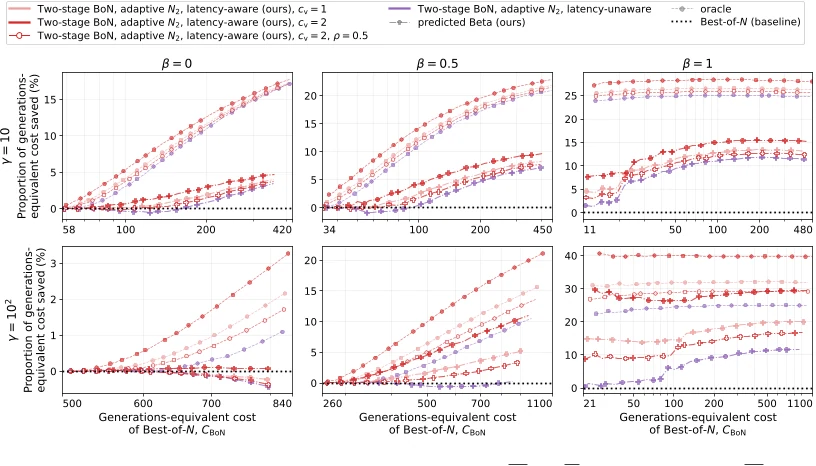 Two-stage BoN, adaptive N₂, latency-aware (ours), cᵥ = 1
Two-stage BoN, adaptive N₂, latency-aware (ours), cᵥ = 2
Two-stage BoN, adaptive N₂, latency-aware (ours), cᵥ = 2, ρ = 0.5
Two-stage BoN, adaptive N₂, latency-unaware
predicted Beta (ours)
oracle
Best-of-N (baseline)
β = 0
β = 0.5
β = 1
γ = 10
Proportion of generations-
equivalent cost saved (%)
15
10
5
0
58 100 200 420
20
15
10
5
0
34 100 200 450
25
20
15
10
5
0
11 50 100 200 480
γ = 10²
Proportion of generations-
equivalent cost saved (%)
3
2
1
0
500 600 700 840
20
15
10
5
0
260 500 700 1100
40
30
20
10
0
21 50 100 200 500 1100
Generations-equivalent cost
of Best-of-N, C_BoN
Generations-equivalent cost
of Best-of-N, C_BoN
Generations-equivalent cost
of Best-of-N, C_BoN